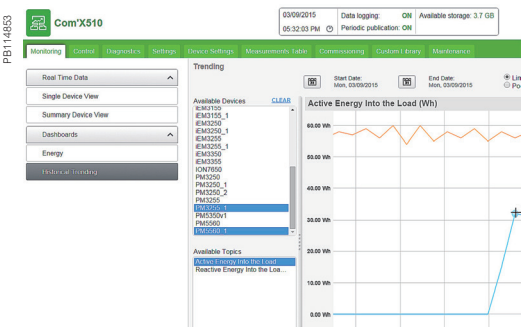 PB114853
Com'X510
03/09/2015
05:32:03 PM
Data logging: ON
Periodic publication: ON
Available storage: 3.7 GB
Monitoring Control Diagnostics Settings Device Settings Measurements Table Commissioning Custom Library Maintenance
Real Time Data
Single Device View
Summary Device View
Dashboards
Energy
Historical Trending
Trending
Start Date:
Mon, 03/09/2015
End Date:
Mon, 03/09/2015
Lin
Po
Available Devices CLEAR
iEM3155
iEM3155_1
iEM3250
iEM3250_1
iEM3255
iEM3255_1
iEM3350
iEM3355
ION7650
PM3250
PM3250_1
PM3250_2
PM3255
PM3255_1
PM5350v1
PM5560
PM5560_1
Available Topics
Active Energy Into the Load
Reactive Energy Into the Loa...
Active Energy Into the Load (Wh)
60.00 Wh
50.00 Wh
40.00 Wh
30.00 Wh
20.00 Wh
10.00 Wh
0.00 Wh